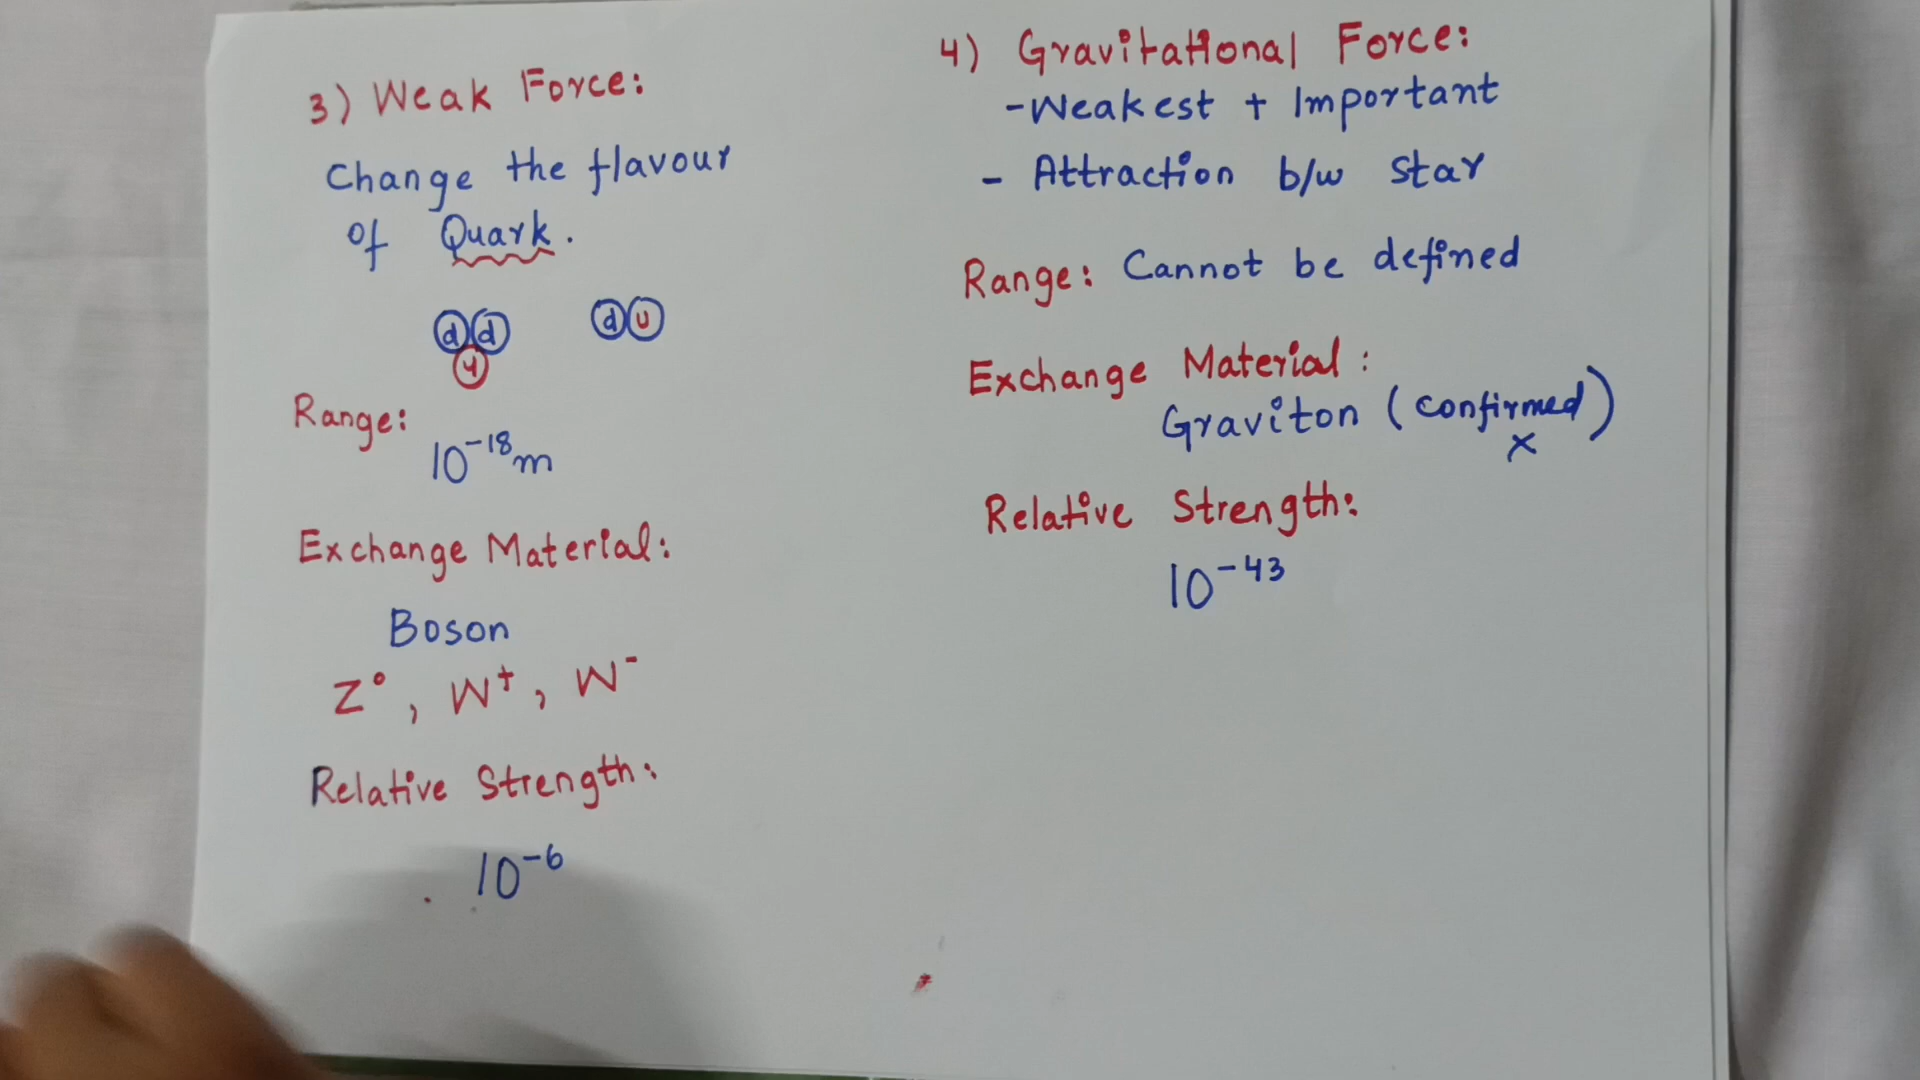 3) Weak Force:
Change the flavour
of Quark.
d d d u
u
Range:
10⁻¹⁸m
Exchange Material:
Boson
Z°, W⁺, W⁻
Relative Strength:
10⁻⁶
4) Gravitational Force:
-Weakest + Important
- Attraction b/w star
Range: Cannot be defined
Exchange Material:
Graviton (confirmed)
x
Relative Strength:
10⁻⁴³